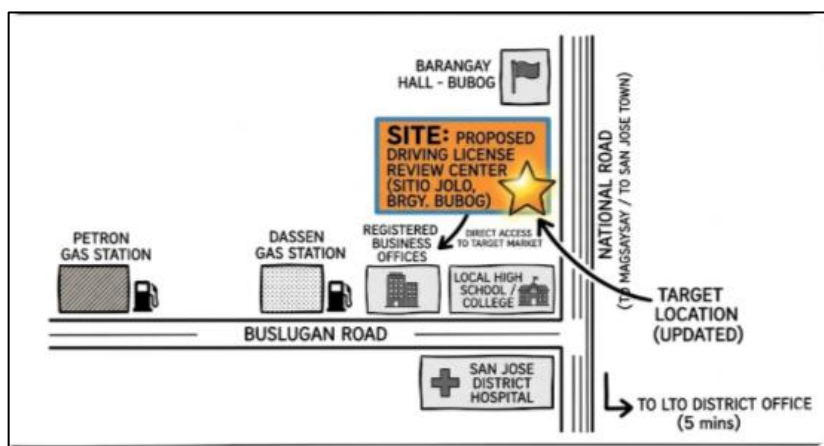 BARANGAY
HALL - BUBOG
SITE: PROPOSED
DRIVING LICENSE
REVIEW CENTER
(SITIO JOLO,
BRGY. BUBOG)
NATIONAL ROAD
(TO MAGSAYSAY / TO SAN JOSE TOWN)
PETRON
GAS STATION
DASSEN
GAS STATION
REGISTERED
BUSINESS
OFFICES
DIRECT ACCESS
TO TARGET MARKET
LOCAL HIGH
SCHOOL /
COLLEGE
TARGET
LOCATION
(UPDATED)
BUSLUGAN ROAD
SAN JOSE
DISTRICT
HOSPITAL
TO LTO DISTRICT OFFICE
(5 mins)